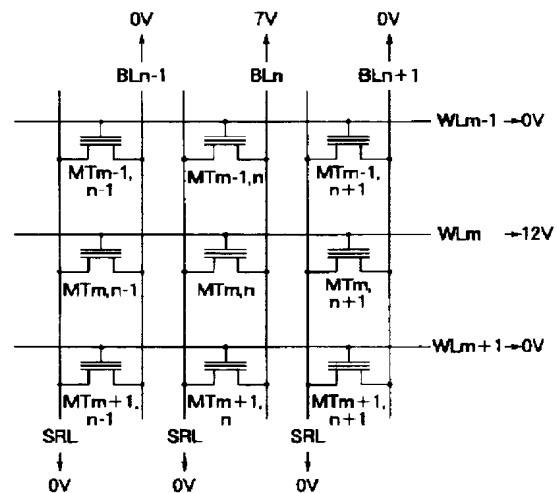 0V 7V 0V
BLn-1 BLn BLn+1
WLm-1 →0V
MTm-1, n-1
MTm-1,n
MTm-1, n+1
WLm →12V
MTm,n-1
MTm,n
MTm, n+1
WLm+1 →0V
MTm+1, n-1
MTm+1, n
MTm+1, n+1
SRL SRL SRL
0V 0V 0V